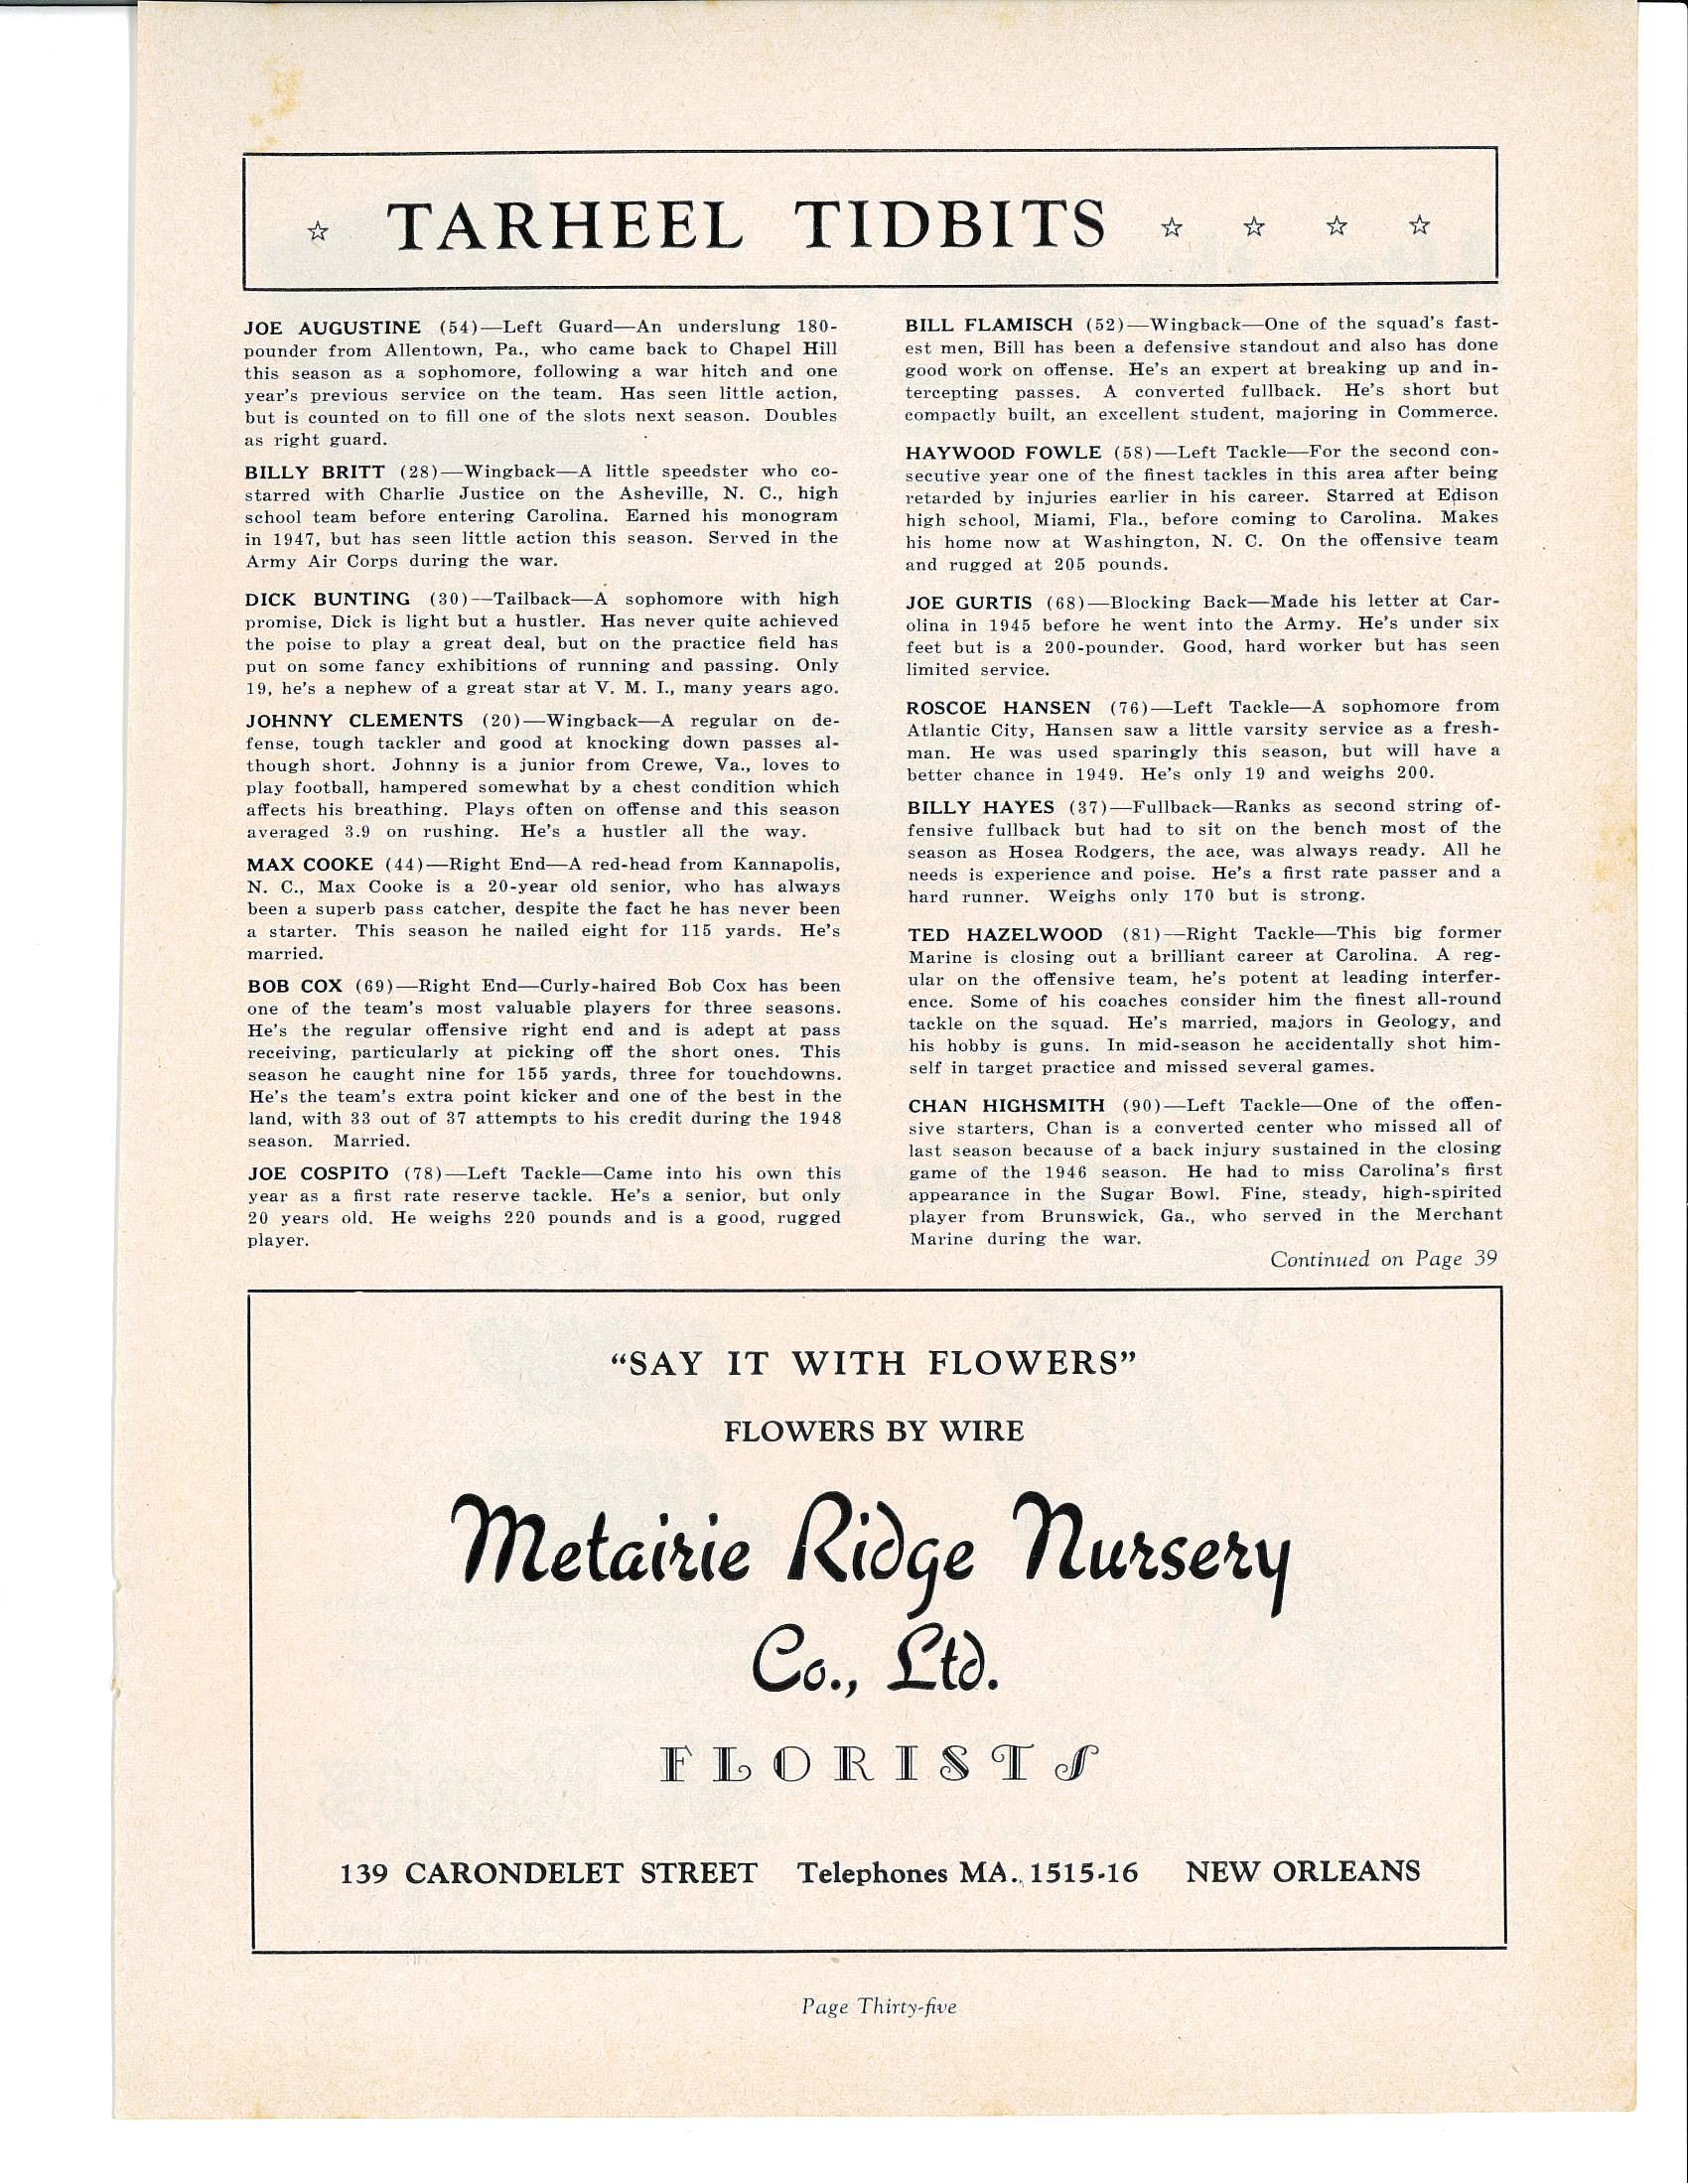 ☆ TARHEEL TIDBITS ☆ ☆ ☆ ☆
JOE AUGUSTINE (54)—Left Guard—An underslung 180-
pounder from Allentown, Pa., who came back to Chapel Hill
this season as a sophomore, following a war hitch and one
year's previous service on the team. Has seen little action,
but is counted on to fill one of the slots next season. Doubles
as right guard.
BILLY BRITT (28)—Wingback—A little speedster who co-
starred with Charlie Justice on the Asheville, N. C., high
school team before entering Carolina. Earned his monogram
in 1947, but has seen little action this season. Served in the
Army Air Corps during the war.
DICK BUNTING (30)—Tailback—A sophomore with high
promise, Dick is light but a hustler. Has never quite achieved
the poise to play a great deal, but on the practice field has
put on some fancy exhibitions of running and passing. Only
19, he's a nephew of a great star at V. M. I., many years ago.
JOHNNY CLEMENTS (20)—Wingback—A regular on de-
fense, tough tackler and good at knocking down passes al-
though short. Johnny is a junior from Crewe, Va., loves to
play football, hampered somewhat by a chest condition which
affects his breathing. Plays often on offense and this season
averaged 3.9 on rushing. He's a hustler all the way.
MAX COOKE (44)—Right End—A red-head from Kannapolis,
N. C., Max Cooke is a 20-year old senior, who has always
been a superb pass catcher, despite the fact he has never been
a starter. This season he nailed eight for 115 yards. He's
married.
BOB COX (69)—Right End—Curly-haired Bob Cox has been
one of the team's most valuable players for three seasons.
He's the regular offensive right end and is adept at pass
receiving, particularly at picking off the short ones. This
season he caught nine for 155 yards, three for touchdowns.
He's the team's extra point kicker and one of the best in the
land, with 33 out of 37 attempts to his credit during the 1948
season. Married.
JOE COSPITO (78)—Left Tackle—Came into his own this
year as a first rate reserve tackle. He's a senior, but only
20 years old. He weighs 220 pounds and is a good, rugged
player.
BILL FLAMISCH (52)—Wingback—One of the squad's fast-
est men, Bill has been a defensive standout and also has done
good work on offense. He's an expert at breaking up and in-
tercepting passes. A converted fullback. He's short but
compactly built, an excellent student, majoring in Commerce.
HAYWOOD FOWLE (58)—Left Tackle—For the second con-
secutive year one of the finest tackles in this area after being
retarded by injuries earlier in his career. Starred at Edison
high school, Miami, Fla., before coming to Carolina. Makes
his home now at Washington, N. C. On the offensive team
and rugged at 205 pounds.
JOE GURTIS (68)—Blocking Back—Made his letter at Car-
olina in 1945 before he went into the Army. He's under six
feet but is a 200-pounder. Good, hard worker but has seen
limited service.
ROSCOE HANSEN (76)—Left Tackle—A sophomore from
Atlantic City, Hansen saw a little varsity service as a fresh-
man. He was used sparingly this season, but will have a
better chance in 1949. He's only 19 and weighs 200.
BILLY HAYES (37)—Fullback—Ranks as second string of-
fensive fullback but had to sit on the bench most of the
season as Hosea Rodgers, the ace, was always ready. All he
needs is experience and poise. He's a first rate passer and a
hard runner. Weighs only 170 but is strong.
TED HAZELWOOD (81)—Right Tackle—This big former
Marine is closing out a brilliant career at Carolina. A reg-
ular on the offensive team, he's potent at leading interfer-
ence. Some of his coaches consider him the finest all-round
tackle on the squad. He's married, majors in Geology, and
his hobby is guns. In mid-season he accidentally shot him-
self in target practice and missed several games.
CHAN HIGHSMITH (90)—Left Tackle—One of the offen-
sive starters, Chan is a converted center who missed all of
last season because of a back injury sustained in the closing
game of the 1946 season. He had to miss Carolina's first
appearance in the Sugar Bowl. Fine, steady, high-spirited
player from Brunswick, Ga., who served in the Merchant
Marine during the war.
Continued on Page 39
“SAY IT WITH FLOWERS”
FLOWERS BY WIRE
Metairie Ridge Nursery
Co., Ltd.
FLORISTS
139 CARONDELET STREET Telephones MA. 1515-16 NEW ORLEANS
Page Thirty-five